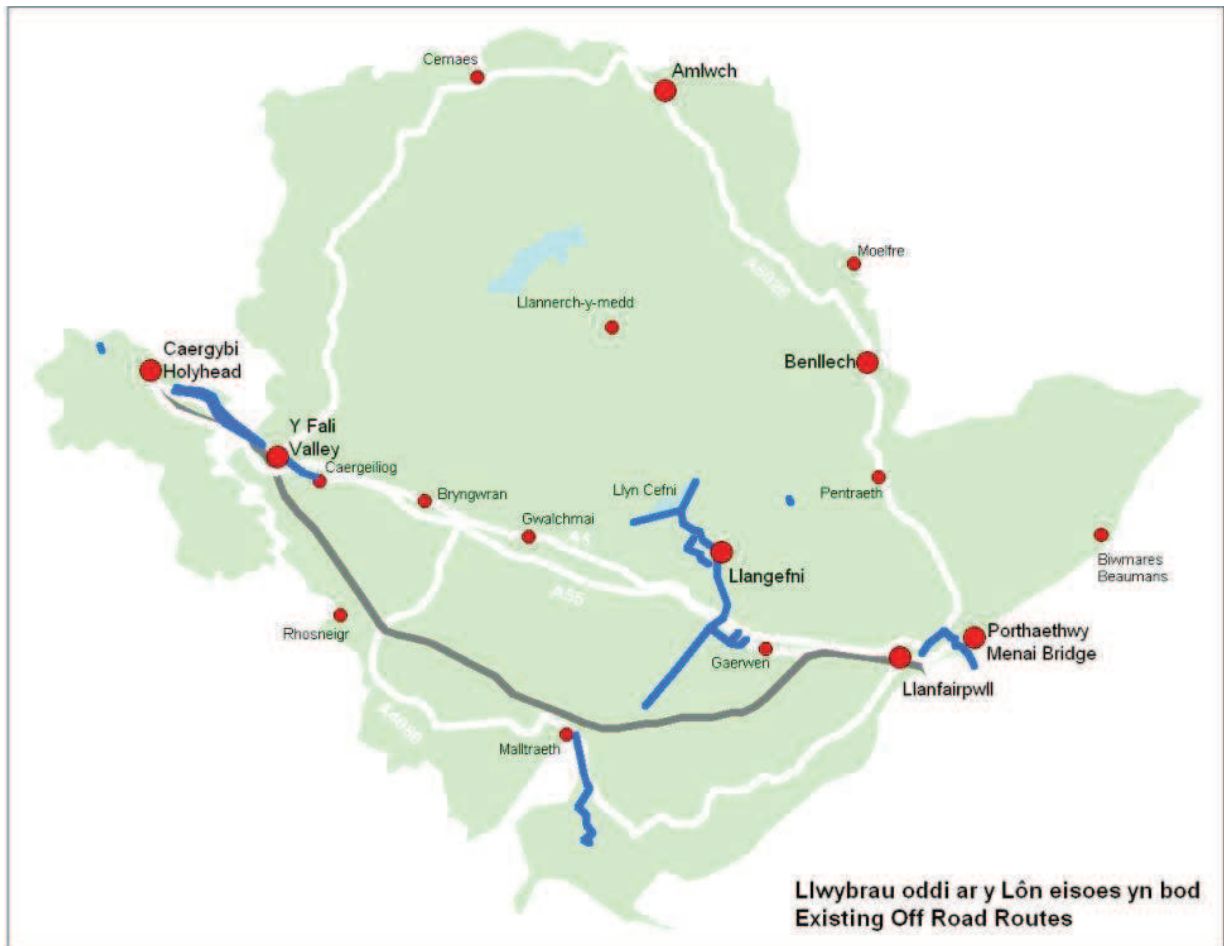 Cemaes
Amlwch
Moelfre
A5025
Llannerch-y-medd
Caergybi
Holyhead
Benllech
Y Fali
Valley
Caergeiliog
Bryngwran
Llyn Cefni
Pentraeth
Gwalchmai
A5
Biwmares
Beaumans
Llangefni
A55
Rhosneigr
Porthaethwy
Menai Bridge
Gaerwen
Llanfairpwll
A4080
Malltraeth
Llwybrau oddi ar y Lôn eisoes yn bod
Existing Off Road Routes